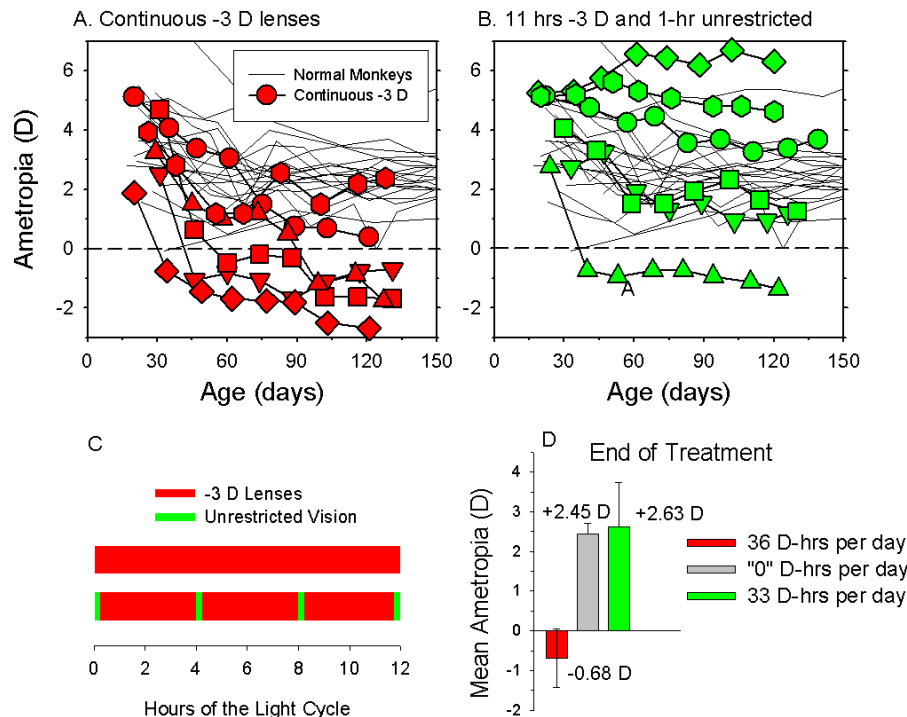 A. Continuous -3 D lenses
Ametropia (D)
6
4
2
0
-2
Normal Monkeys
Continuous -3 D
0 30 60 90 120 150
Age (days)
B. 11 hrs -3 D and 1-hr unrestricted
6
4
2
0
-2
A
0 30 60 90 120 150
Age (days)
C
-3 D Lenses
Unrestricted Vision
0 2 4 6 8 10 12
Hours of the Light Cycle
D
End of Treatment
Mean Ametropia (D)
4
3
2
1
0
-1
-2
+2.45 D
+2.63 D
-0.68 D
36 D-hrs per day
"0" D-hrs per day
33 D-hrs per day